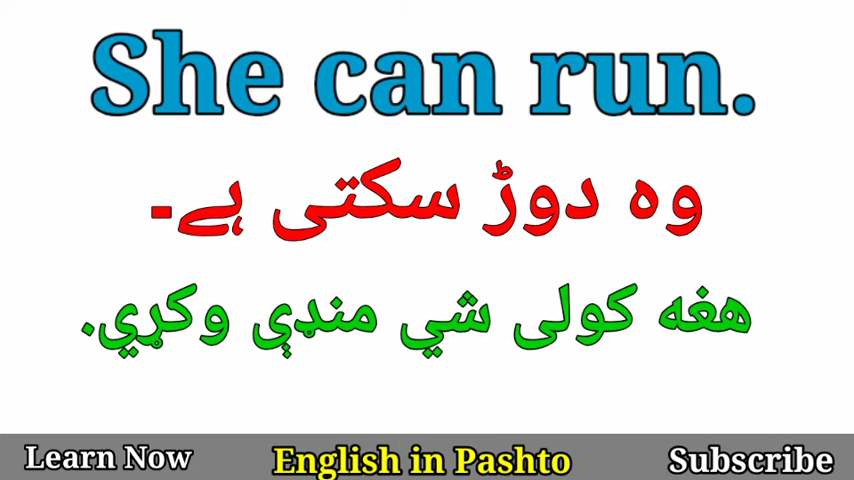 She can run.
وہ دوڑ سکتی ہے۔
هغه کولی شي منډې وکړي.
Learn Now
English in Pashto
Subscribe